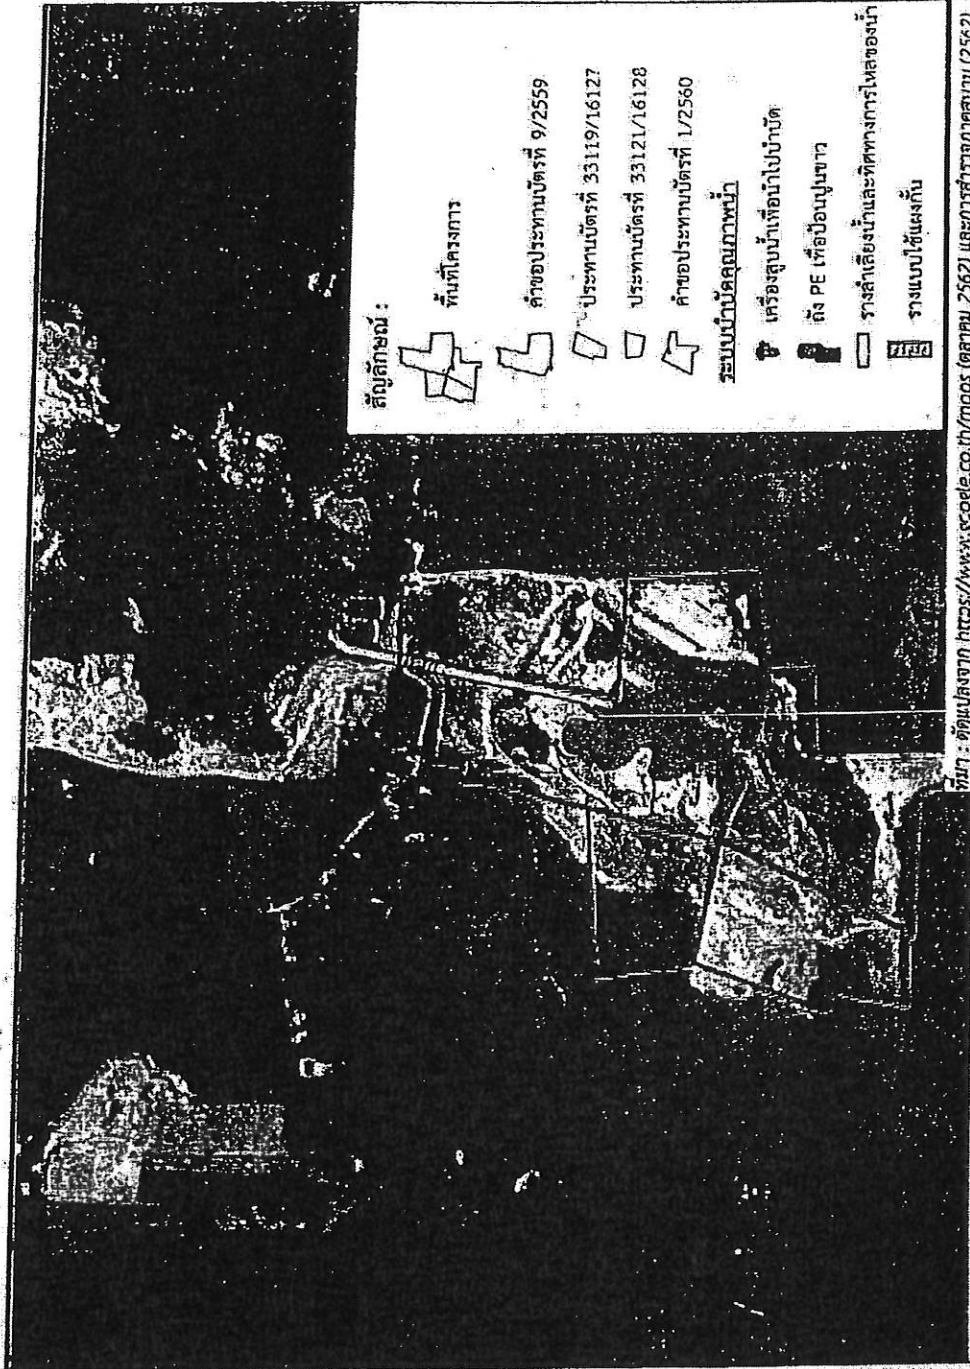 สัญลักษณ์ :
พื้นที่โครงการ
คำขอประทานบัตรที่ 9/2559
ประทานบัตรที่ 33119/16127
ประทานบัตรที่ 33121/16128
คำขอประทานบัตรที่ 1/2560
ระบบบำบัดคุณภาพน้ำ
เครื่องสูบน้ำเพื่อนำไปบำบัด
ถัง PE เพื่อป้อนปูนขาว
รางลำเลียงน้ำและทิศทางการไหลของน้ำ
รางแบบใช้แผงกั้น
ที่มา : ดัดแปลงจาก https://www.google.co.th/maps (ตุลาคม 2562) และการสำรวจภาคสนาม (2562)